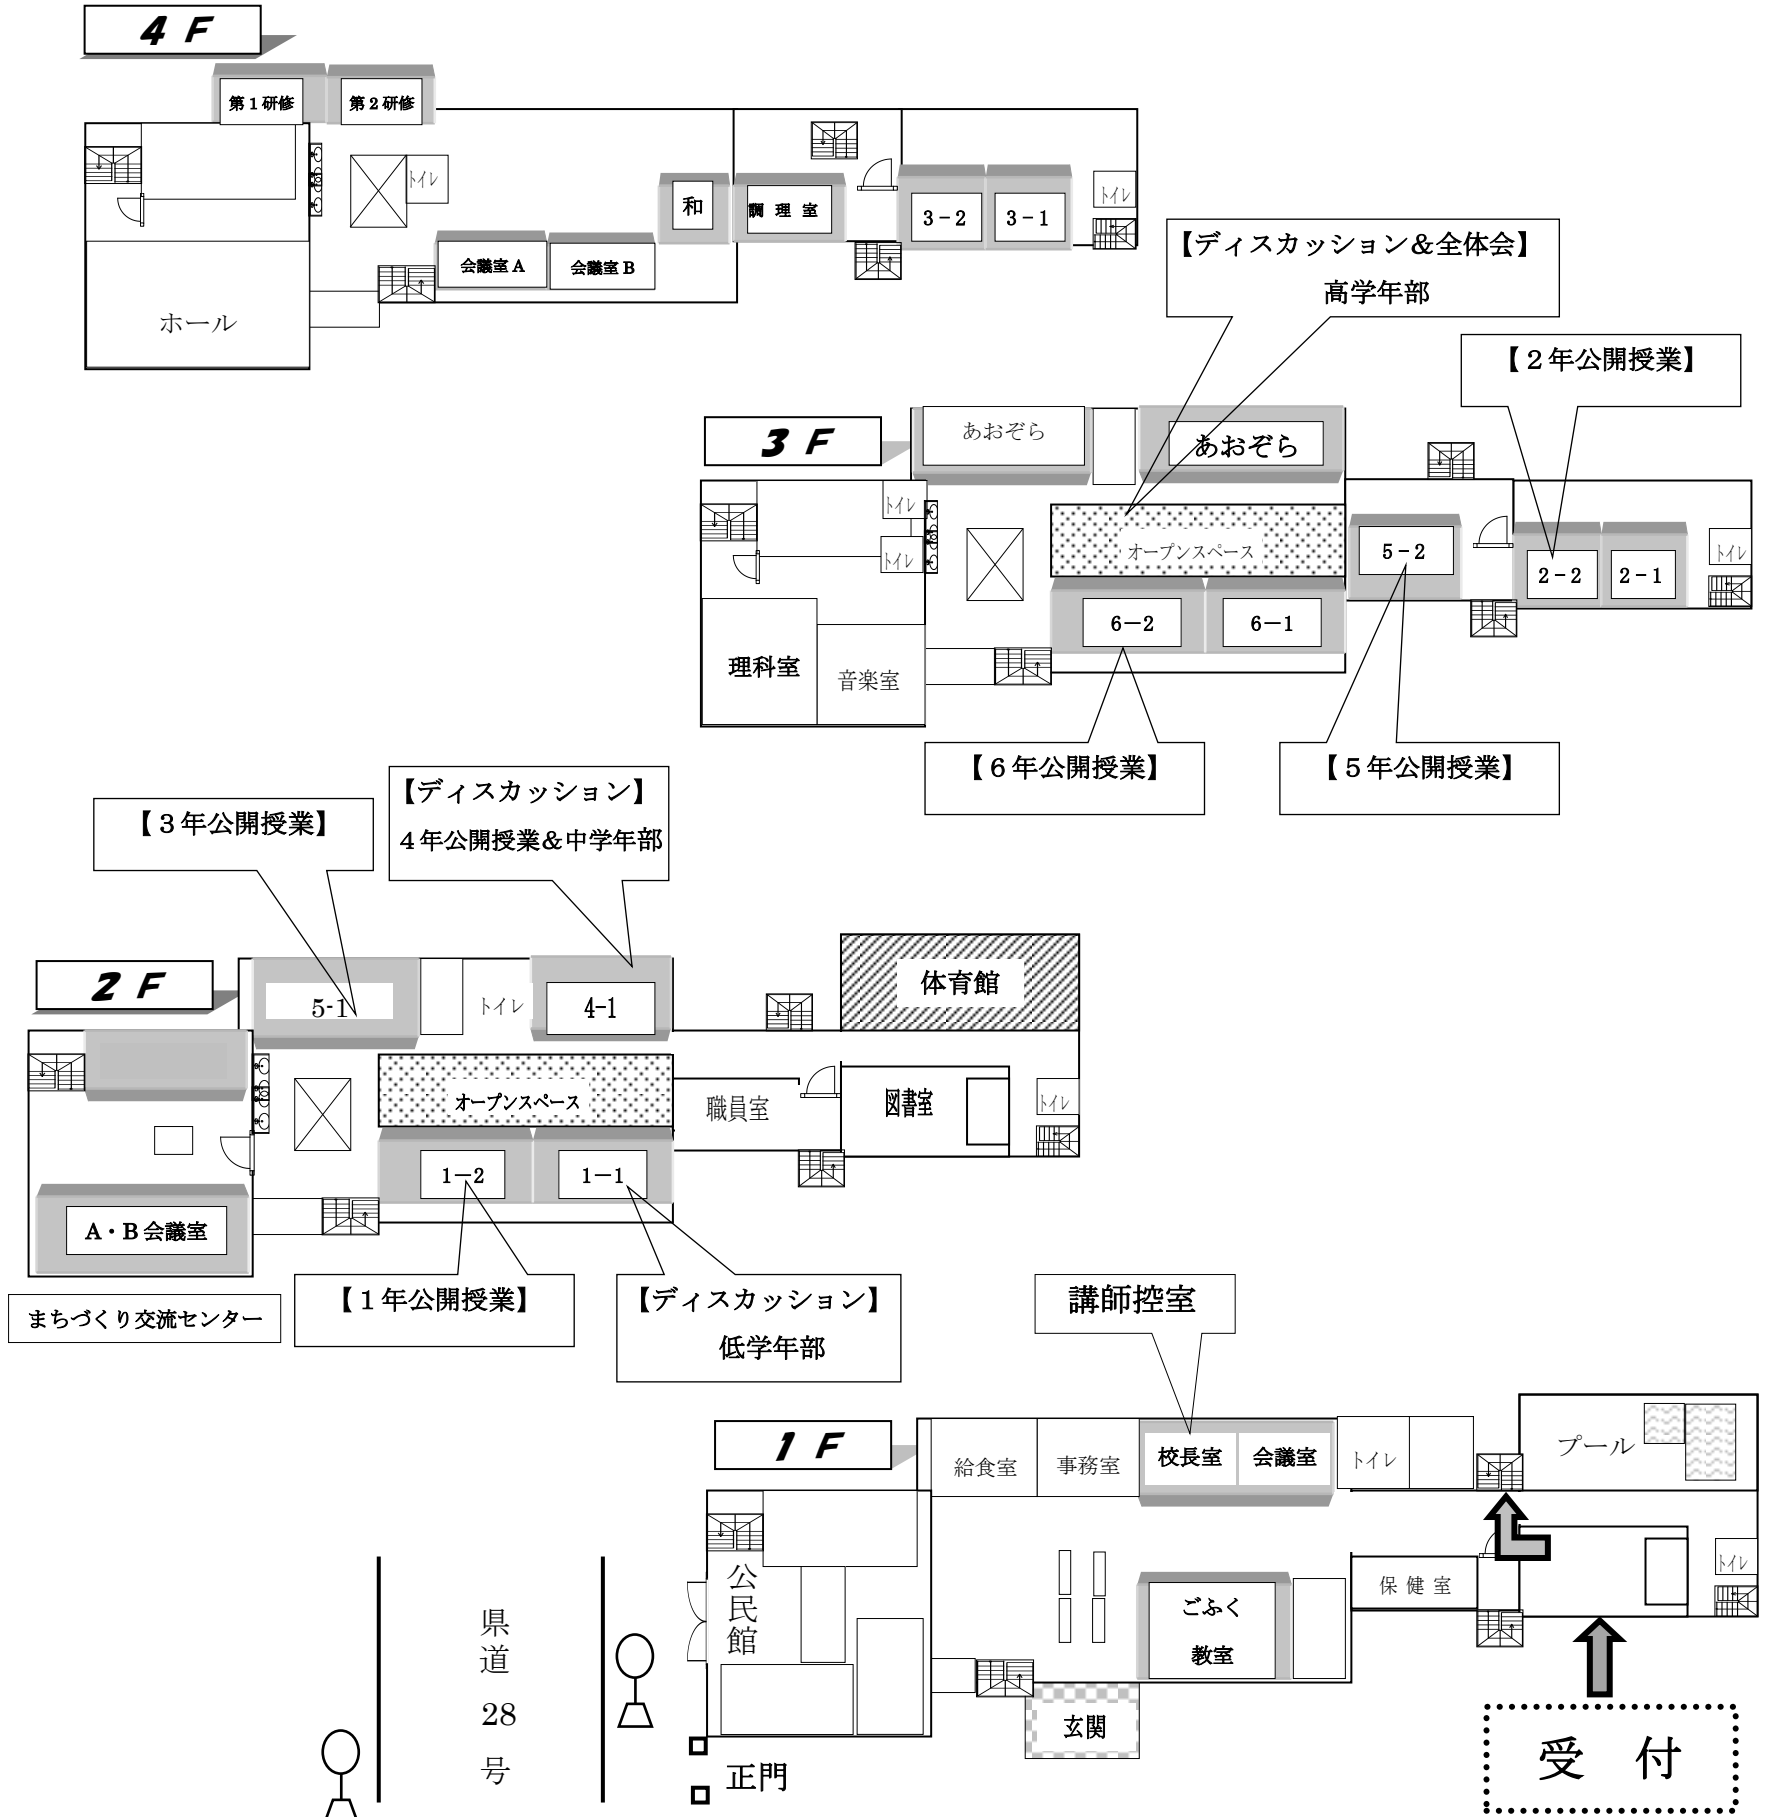 4 F
第1研修
第2研修
トイレ
和
調理室
3-2
3-1
トイレ
会議室A
会議室B
ホール
【ディスカッション&全体会】
高学年部
【2年公開授業】
3 F
あおぞら
あおぞら
トイレ
トイレ
オープンスペース
5-2
2-2
2-1
トイレ
6-2
6-1
理科室
音楽室
【6年公開授業】
【5年公開授業】
【3年公開授業】
【ディスカッション】
4年公開授業&中学年部
2 F
5-1
トイレ
4-1
体育館
オープンスペース
職員室
図書室
トイレ
1-2
1-1
A・B会議室
まちづくり交流センター
【1年公開授業】
【ディスカッション】
低学年部
講師控室
1 F
給食室
事務室
校長室
会議室
トイレ
プール
公民館
ごふく
教室
保健室
トイレ
県道28号
玄関
正門
受付